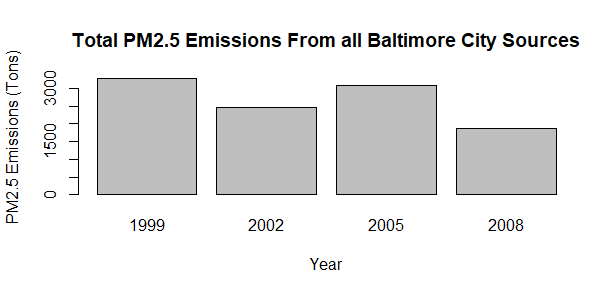 Total PM2.5 Emissions From all Baltimore City Sources
PM2.5 Emissions (Tons)
3000
1500
0
1999 2002 2005 2008
Year